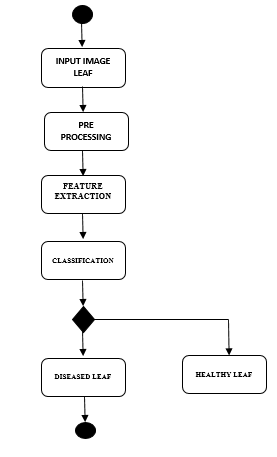 INPUT IMAGE
LEAF
PRE
PROCESSING
FEATURE
EXTRACTION
CLASSIFICATION
DISEASED LEAF
HEALTHY LEAF